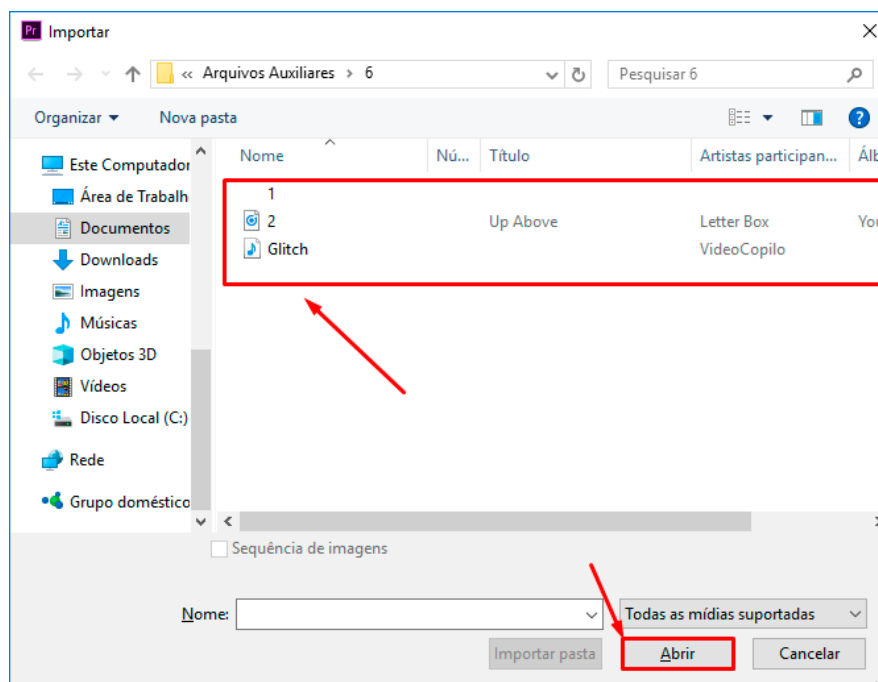 Pr Importar
« Arquivos Auxiliares > 6
Pesquisar 6
Organizar
Nova pasta
Nome
Nú...
Título
Artistas participan...
Álb
Este Computador
Área de Trabalh
Documentos
Downloads
Imagens
Músicas
Objetos 3D
Vídeos
Disco Local (C:)
Rede
Grupo doméstico
1
2 Up Above Letter Box You
Glitch VideoCopilo
Sequência de imagens
Nome:
Todas as mídias suportadas
Importar pasta
Abrir
Cancelar